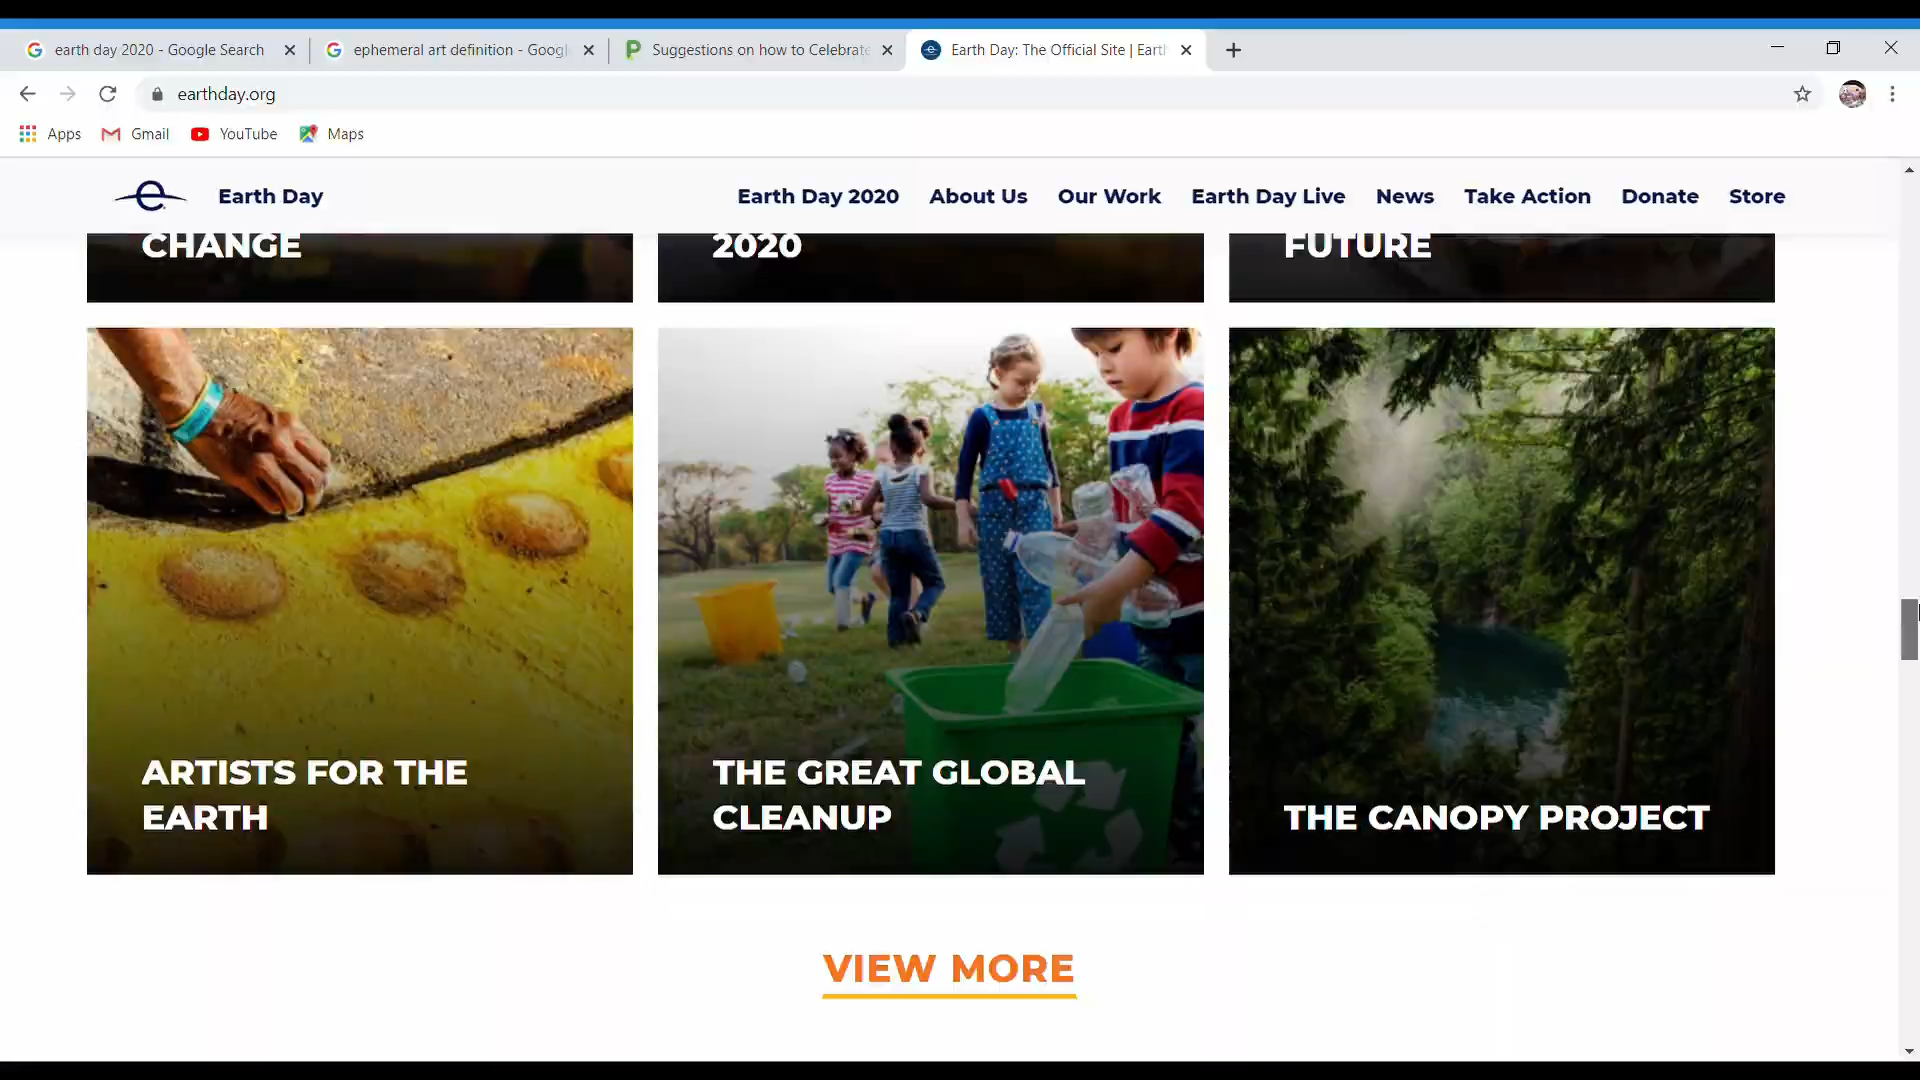 earth day 2020 - Google Search
ephemeral art definition - Googl
Suggestions on how to Celebrate
Earth Day: The Official Site | Eart
earthday.org
Apps
Gmail
YouTube
Maps
Earth Day
Earth Day 2020
About Us
Our Work
Earth Day Live
News
Take Action
Donate
Store
CHANGE
2020
FUTURE
ARTISTS FOR THE
EARTH
THE GREAT GLOBAL
CLEANUP
THE CANOPY PROJECT
VIEW MORE